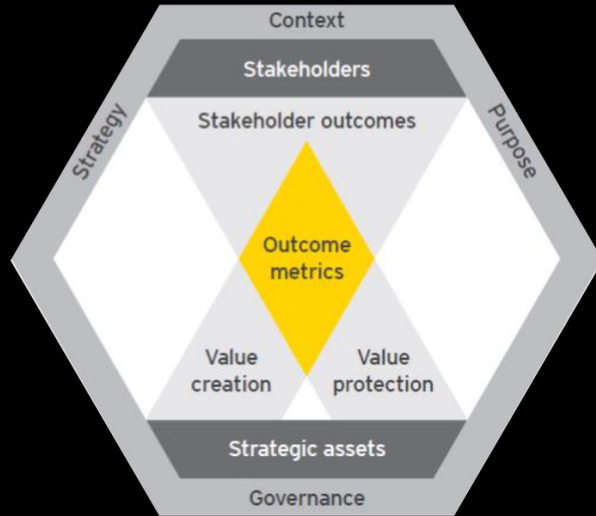 Context
Stakeholders
Stakeholder outcomes
Strategy
Purpose
Outcome
metrics
Value
creation
Value
protection
Strategic assets
Governance